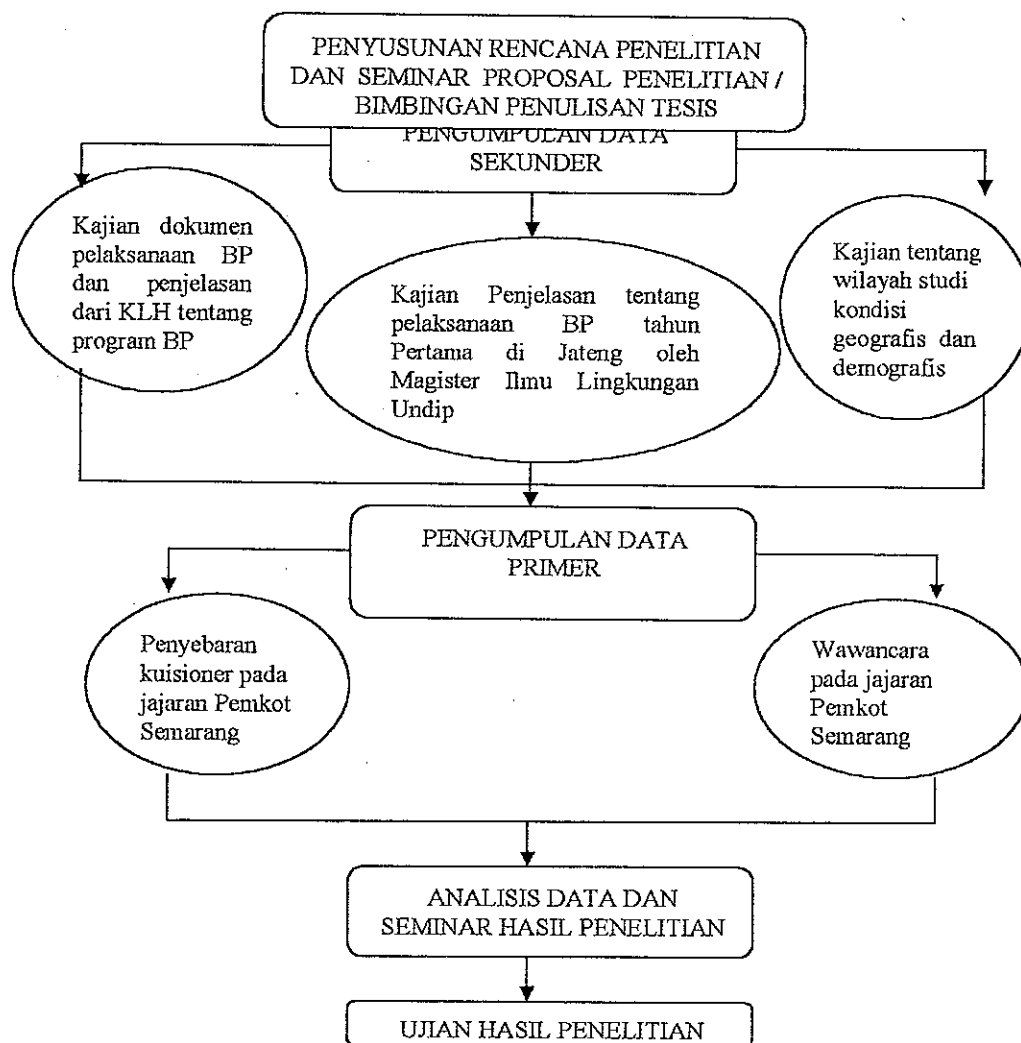 PENYUSUNAN RENCANA PENELITIAN
DAN SEMINAR PROPOSAL PENELITIAN /
BIMBINGAN PENULISAN TESIS
PENGUMPULAN DATA
SEKUNDER
Kajian dokumen
pelaksanaan BP
dan penjelasan
dari KLH tentang
program BP
Kajian Penjelasan tentang
pelaksanaan BP tahun
Pertama di Jateng oleh
Magister Ilmu Lingkungan
Undip
Kajian tentang
wilayah studi
kondisi
geografis dan
demografis
PENGUMPULAN DATA
PRIMER
Penyebaran
kuisioner pada
jajaran Pemkot
Semarang
Wawancara
pada jajaran
Pemkot
Semarang
ANALISIS DATA DAN
SEMINAR HASIL PENELITIAN
UJIAN HASIL PENELITIAN